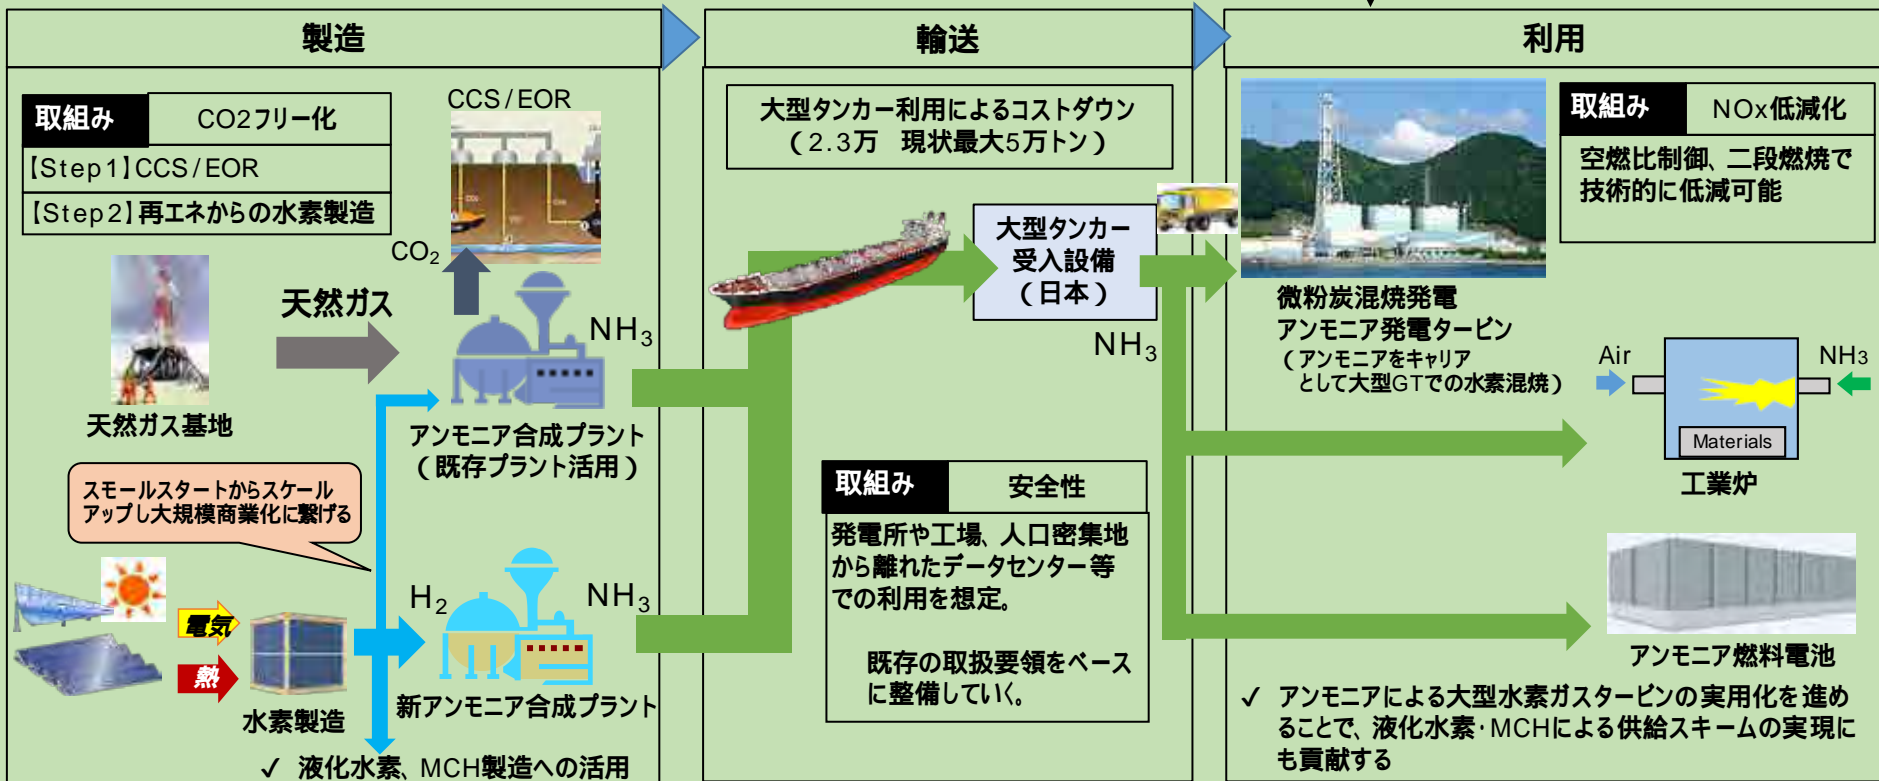 製造
輸送
利用
取組み
CO2フリー化
【Step1】CCS/EOR
【Step2】再エネからの水素製造
CCS/EOR
CO₂
天然ガス
NH₃
天然ガス基地
アンモニア合成プラント
（既存プラント活用）
スモールスタートからスケール
アップし大規模商業化に繋げる
電気
熱
水素製造
H₂
NH₃
新アンモニア合成プラント
✓ 液化水素、MCH製造への活用
大型タンカー利用によるコストダウン
（2.3万　現状最大5万トン）
大型タンカー
受入設備
（日本）
NH₃
取組み
安全性
発電所や工場、人口密集地
から離れたデータセンター等
での利用を想定。
既存の取扱要領をベース
に整備していく。
取組み
NOx低減化
空燃比制御、二段燃焼で
技術的に低減可能
微粉炭混焼発電
アンモニア発電タービン
（アンモニアをキャリア
として大型GTでの水素混焼）
Air
NH₃
Materials
工業炉
アンモニア燃料電池
✓ アンモニアによる大型水素ガスタービンの実用化を進め
ることで、液化水素・MCHによる供給スキームの実現に
も貢献する